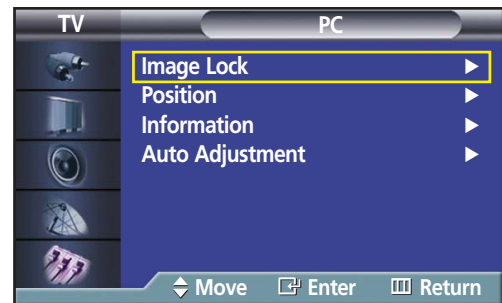 TV PC
Image Lock
Position
Information
Auto Adjustment
Move Enter Return